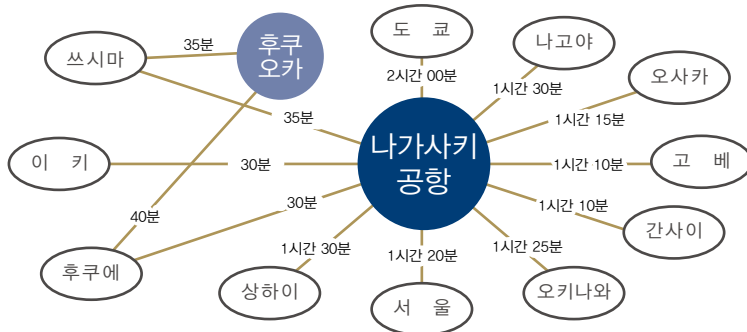 도 쿄
후쿠
오카
35분
나고야
쓰시마
2시간 00분
오사카
1시간 30분
35분
1시간 15분
나가사키
공항
이 키
30분
1시간 10분
고 베
30분
1시간 10분
40분
간사이
1시간 30분
1시간 20분
1시간 25분
후쿠에
상하이
서 울
오키나와